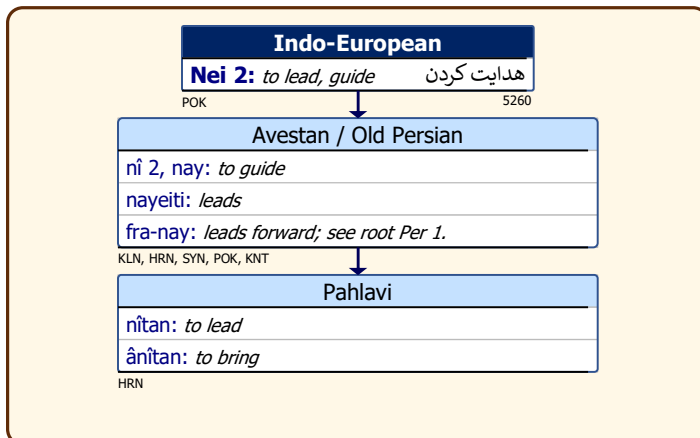 Indo-European
Nei 2: to lead, guide هدایت کردن
POK 5260
Avestan / Old Persian
nî 2, nay: to guide
nayeiti: leads
fra-nay: leads forward; see root Per 1.
KLN, HRN, SYN, POK, KNT
Pahlavi
nîtan: to lead
ânîtan: to bring
HRN